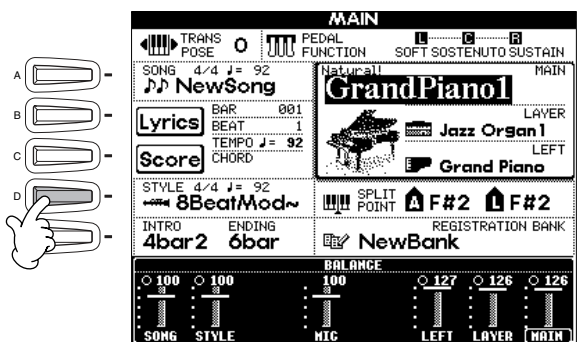 MAIN
TRANS POSE 0
PEDAL FUNCTION
L C R
SOFT SOSTENUTO SUSTAIN
SONG 4/4 ♩= 92
NewSong
Natural! MAIN
GrandPiano1
A
B
C
D
Lyrics
Score
BAR 001
BEAT 1
TEMPO ♩= 92
CHORD
LAYER
Jazz Organ1
LEFT
Grand Piano
STYLE 4/4 ♩= 92
8BeatMod~
SPLIT POINT A F#2 L F#2
INTRO ENDING
4bar2 6bar
REGISTRATION BANK
NewBank
BALANCE
100 100 100 127 126 126
SONG STYLE MIC LEFT LAYER MAIN